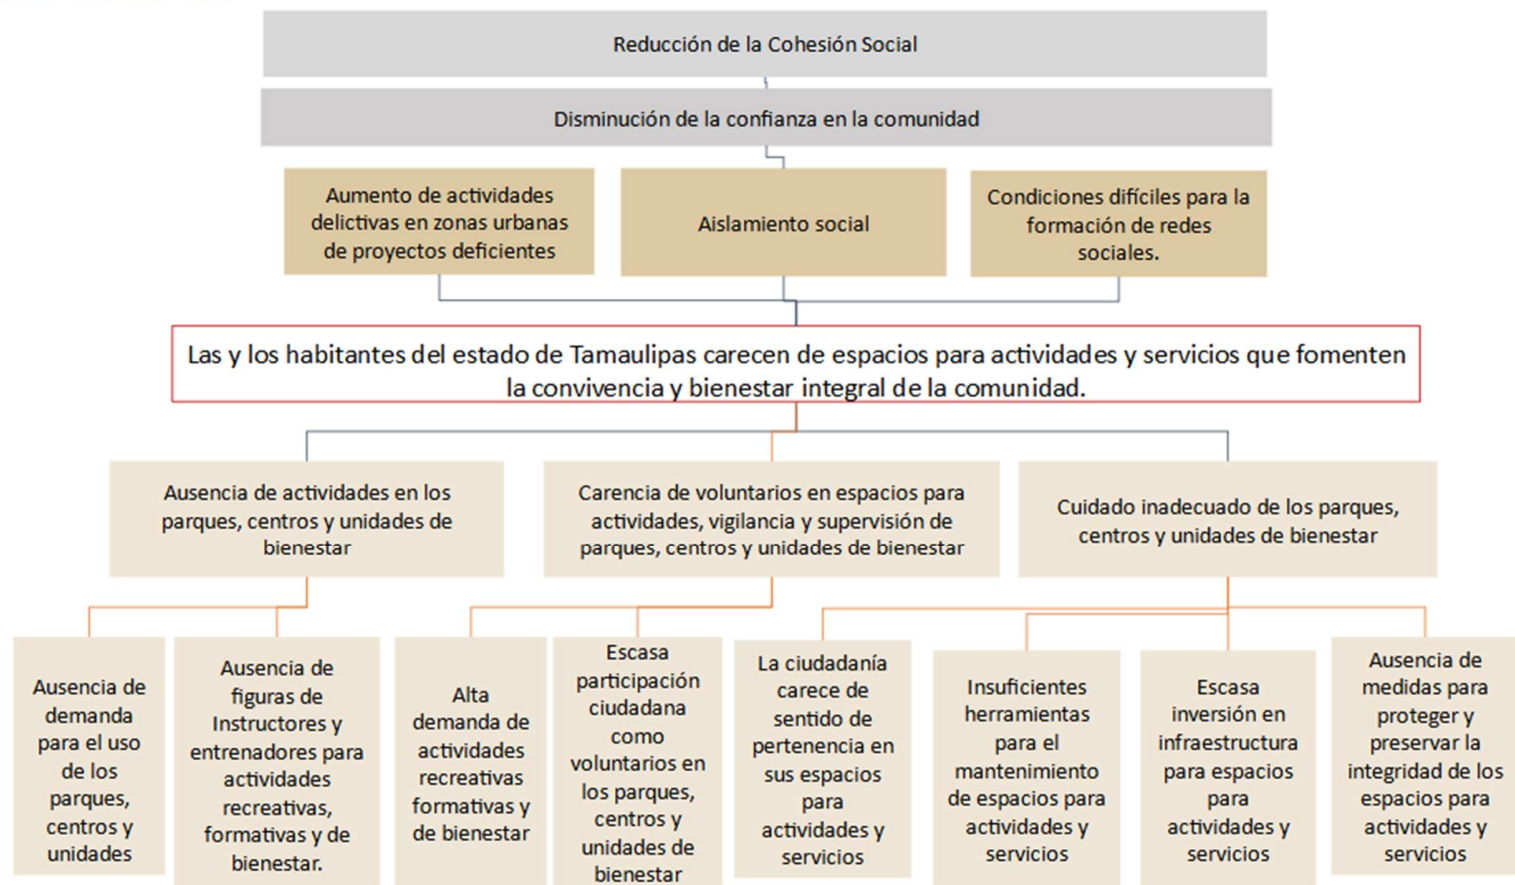 Reducción de la Cohesión Social
Disminución de la confianza en la comunidad
Aumento de actividades
delictivas en zonas urbanas
de proyectos deficientes
Aislamiento social
Condiciones difíciles para la
formación de redes
sociales.
Las y los habitantes del estado de Tamaulipas carecen de espacios para actividades y servicios que fomenten
la convivencia y bienestar integral de la comunidad.
Ausencia de actividades en los
parques, centros y unidades de
bienestar
Carencia de voluntarios en espacios para
actividades, vigilancia y supervisión de
parques, centros y unidades de bienestar
Cuidado inadecuado de los parques,
centros y unidades de bienestar
Ausencia de
demanda
para el uso
de los
parques,
centros y
unidades
Ausencia de
figuras de
Instructores y
entrenadores para
actividades
recreativas,
formativas y de
bienestar.
Alta
demanda de
actividades
recreativas
formativas y
de bienestar
Escasa
participación
ciudadana
como
voluntarios en
los parques,
centros y
unidades de
bienestar
La ciudadanía
carece de
sentido de
pertenencia en
sus espacios
para
actividades y
servicios
Insuficientes
herramientas
para el
mantenimiento
de espacios para
actividades y
servicios
Escasa
inversión en
infraestructura
para espacios
para
actividades y
servicios
Ausencia de
medidas para
proteger y
preservar la
integridad de los
espacios para
actividades y
servicios